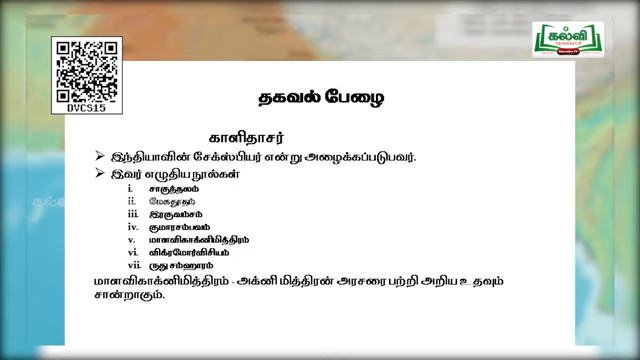 கல்வி
DVCS15
தகவல் பேழை
காளிதாசர்
➢ இந்தியாவின் சேக்ஸ்பியர் என்று அழைக்கப்படுபவர்.
➢ இவர் எழுதிய நூல்கள்
i. சாகுந்தலம்
ii. மேகதூதம்
iii. இரகுவம்சம்
iv. குமாரசம்பவம்
v. மாளவிகாக்னிமித்திரம்
vi. விக்ரமோர்விசியம்
vii. ருது சம்ஹாரம்
மாளவிகாக்னிமித்திரம் - அக்னி மித்திரன் அரசரை பற்றி அறிய உதவும்
சான்றாகும்.